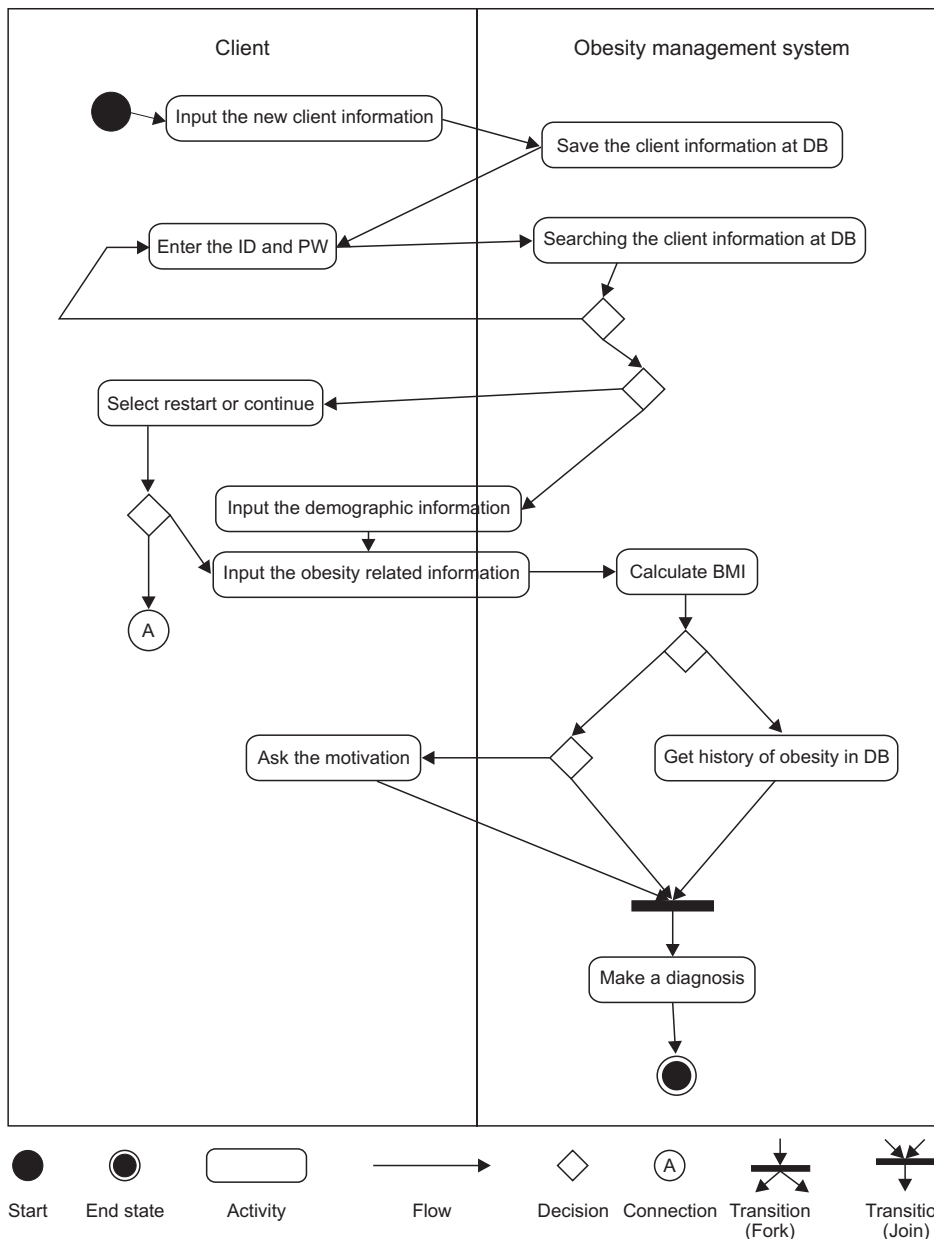 Client
Obesity management system
Input the new client information
Save the client information at DB
Enter the ID and PW
Searching the client information at DB
Select restart or continue
Input the demographic information
Input the obesity related information
Calculate BMI
A
Ask the motivation
Get history of obesity in DB
Make a diagnosis
A
Start
End state
Activity
Flow
Decision
Connection
Transition
(Fork)
Transitio
(Join)